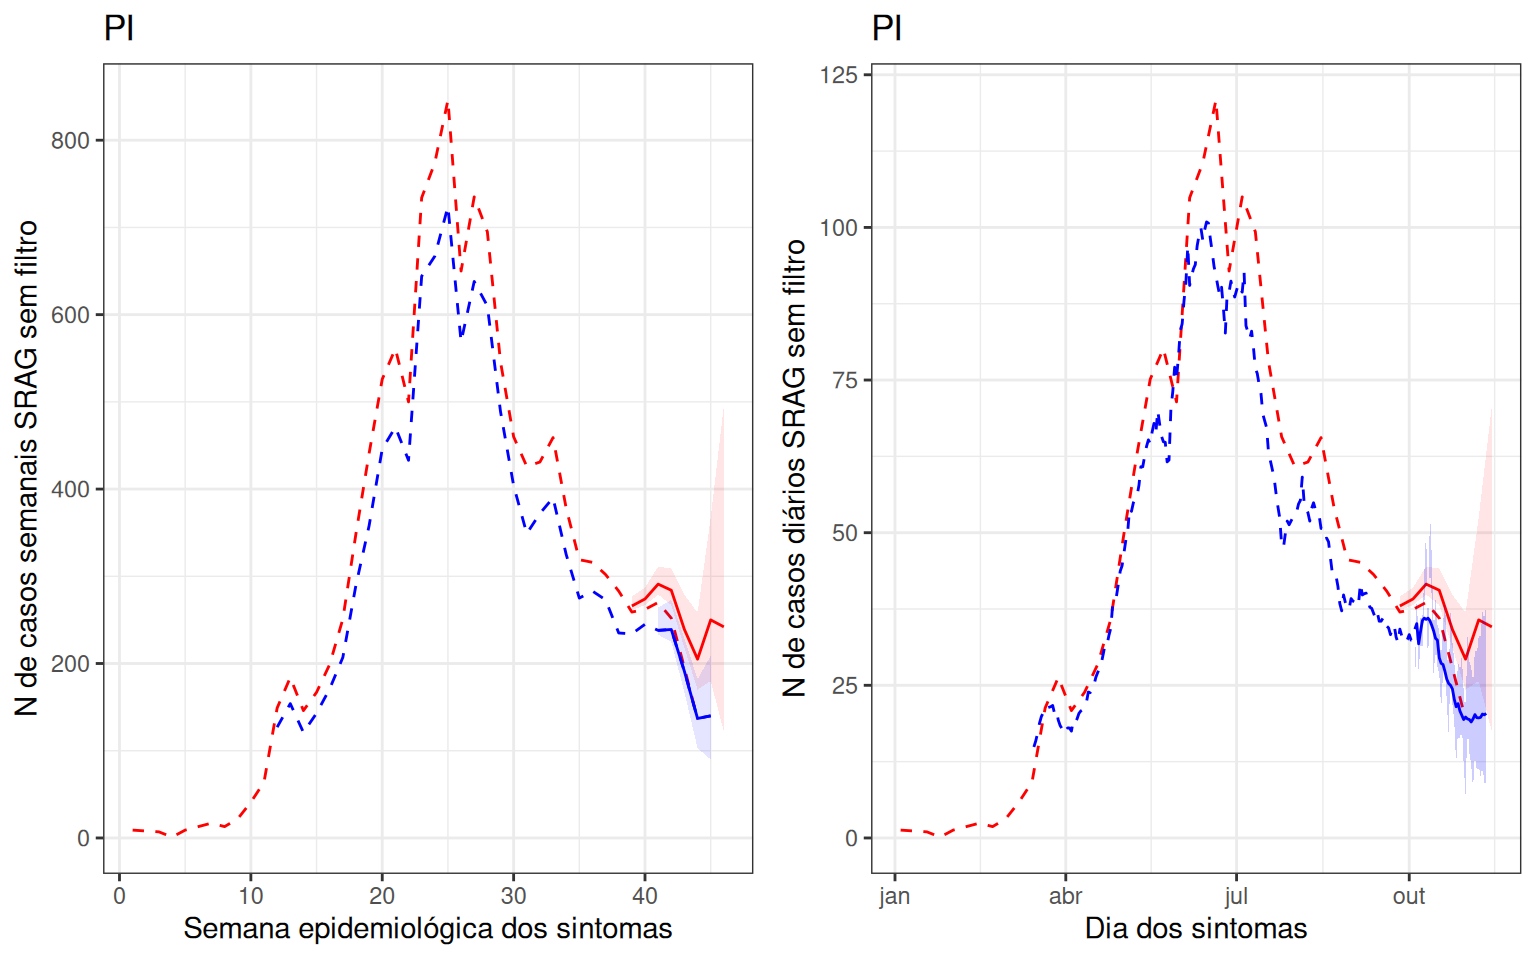 PI
N de casos semanais SRAG sem filtro
800
600
400
200
0
0 10 20 30 40
Semana epidemiológica dos sintomas
PI
N de casos diários SRAG sem filtro
125
100
75
50
25
0
jan abr jul out
Dia dos sintomas